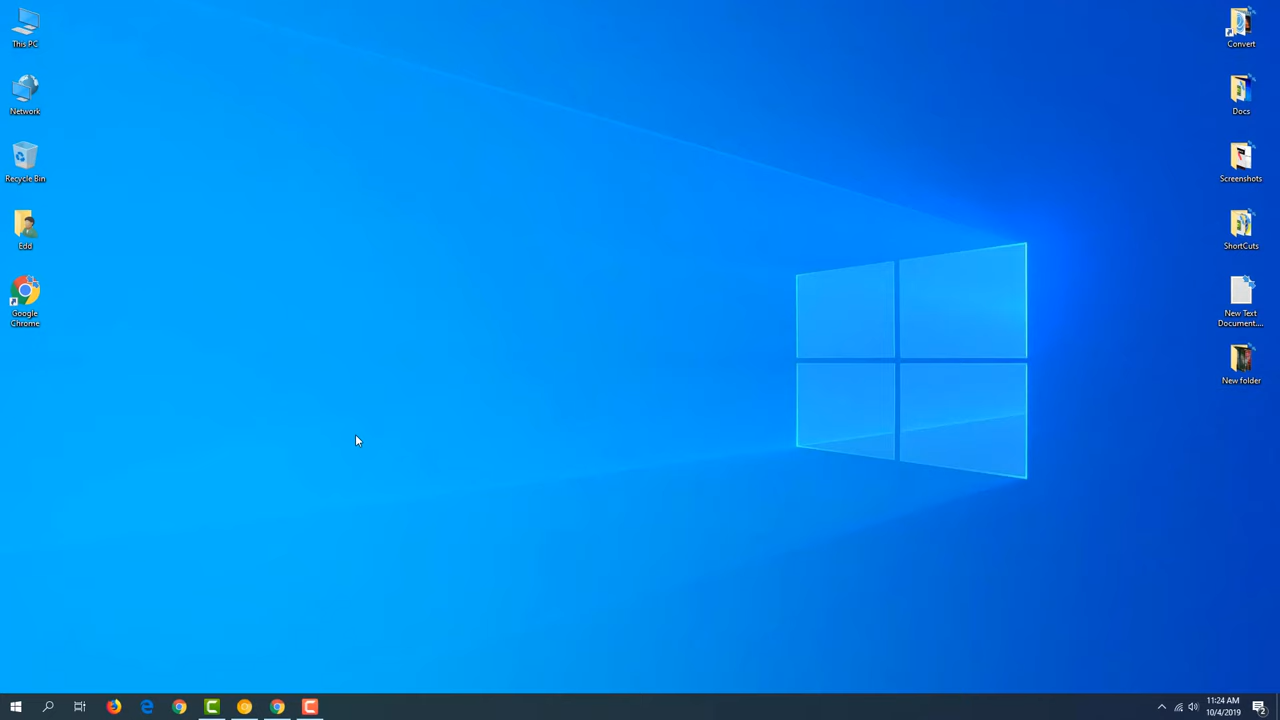 This PC
Network
Recycle Bin
Edd
Google
Chrome
Convert
Docs
Screenshots
ShortCuts
New Text
Document....
New folder
11:24 AM
10/4/2019
2